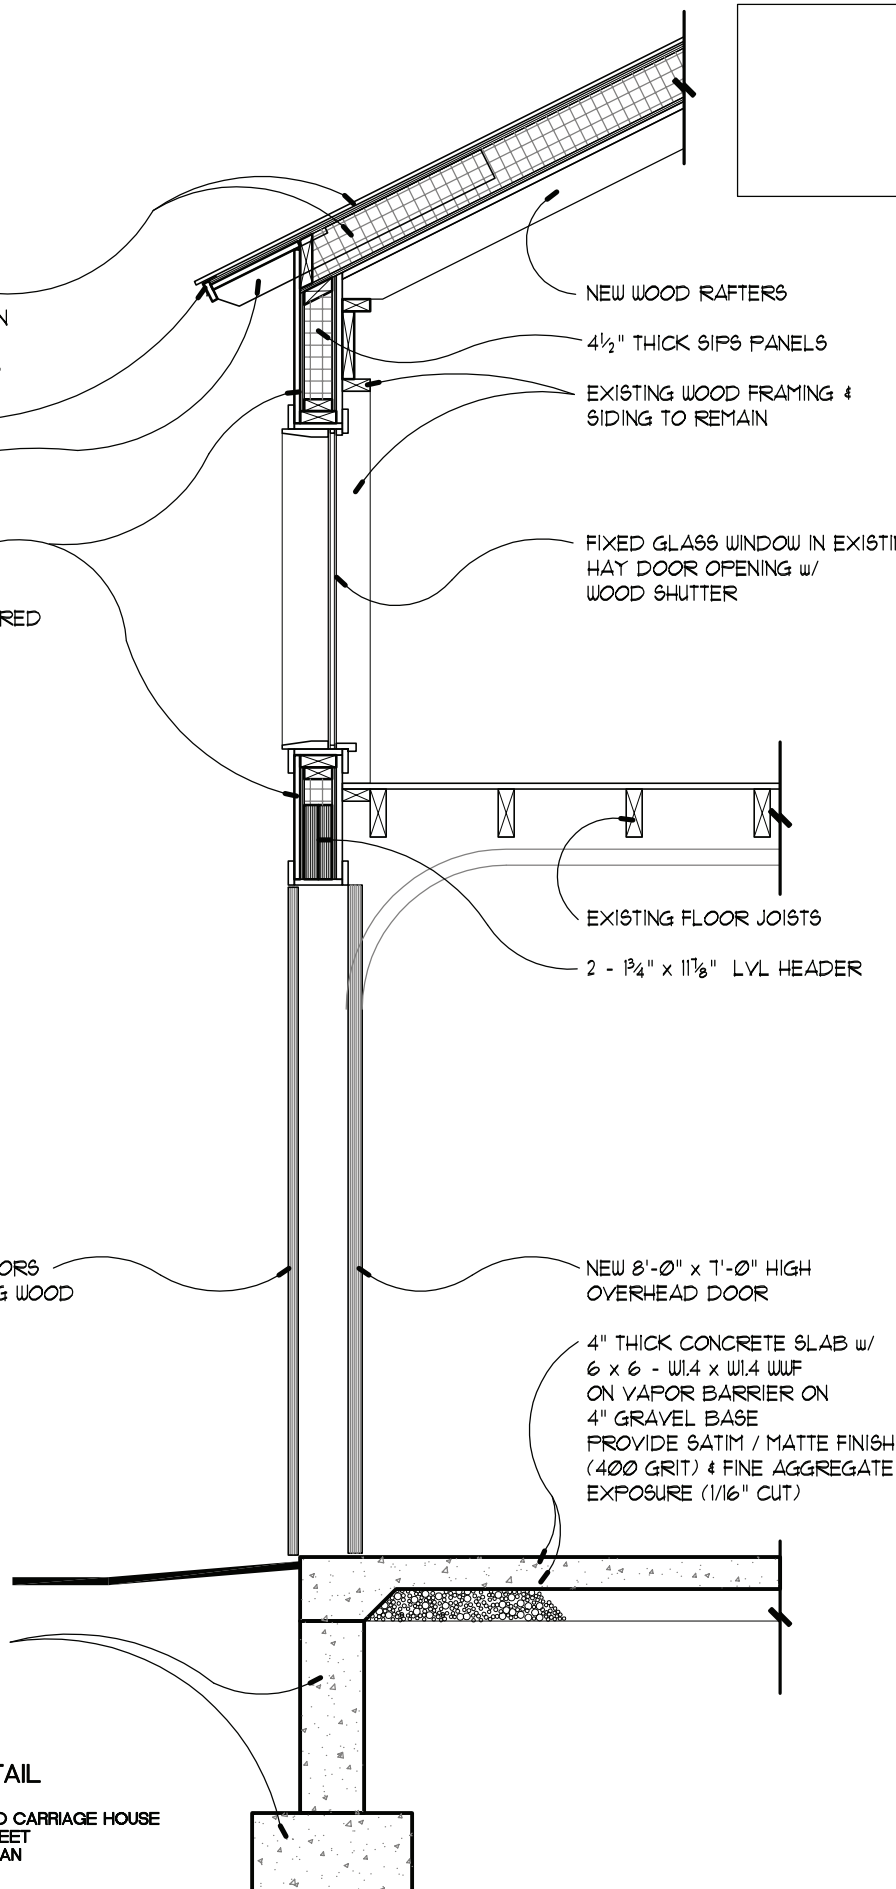 NEW WOOD RAFTERS
N
4½" THICK SIPS PANELS
EXISTING WOOD FRAMING &
SIDING TO REMAIN
FIXED GLASS WINDOW IN EXISTIN
HAY DOOR OPENING w/
WOOD SHUTTER
RED
EXISTING FLOOR JOISTS
2 - 1¾" x 11⅞" LVL HEADER
ORS
G WOOD
NEW 8'-0" x 7'-0" HIGH
OVERHEAD DOOR
4" THICK CONCRETE SLAB w/
6 x 6 - W1.4 x W1.4 WWF
ON VAPOR BARRIER ON
4" GRAVEL BASE
PROVIDE SATIM / MATTE FINISH
(400 GRIT) & FINE AGGREGATE
EXPOSURE (1/16" CUT)
TAIL
O CARRIAGE HOUSE
EET
AN